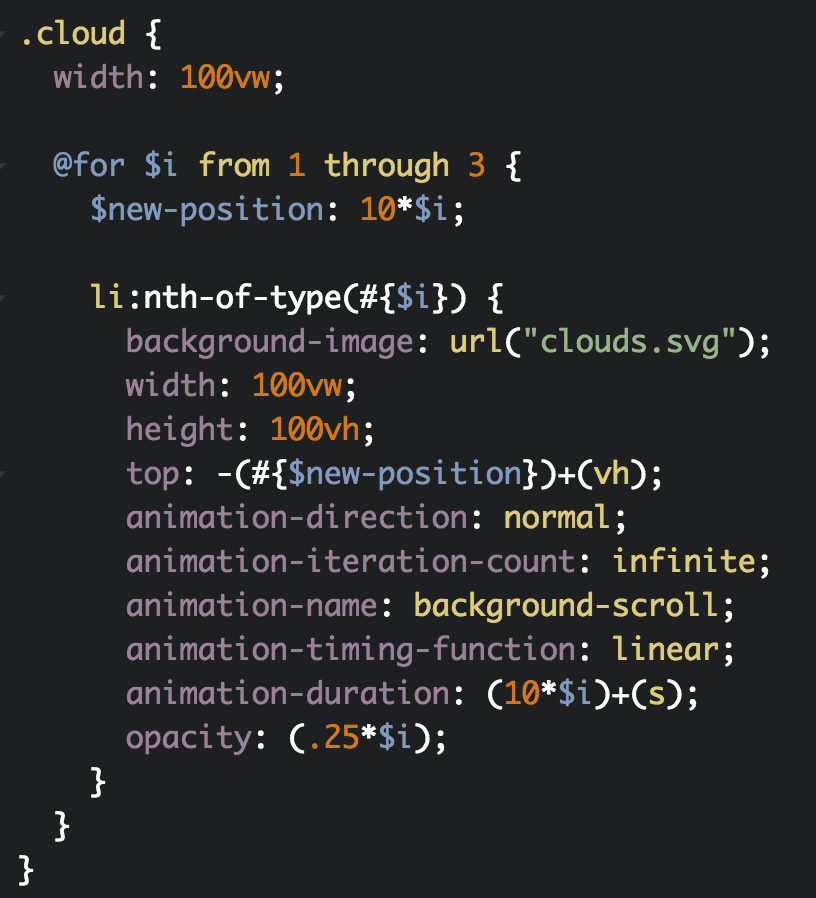 .cloud {
  width: 100vw;

  @for $i from 1 through 3 {
    $new-position: 10*$i;

    li:nth-of-type(#{$i}) {
      background-image: url("clouds.svg");
      width: 100vw;
      height: 100vh;
      top: -(#{$new-position})+(vh);
      animation-direction: normal;
      animation-iteration-count: infinite;
      animation-name: background-scroll;
      animation-timing-function: linear;
      animation-duration: (10*$i)+(s);
      opacity: (.25*$i);
    }
  }
}